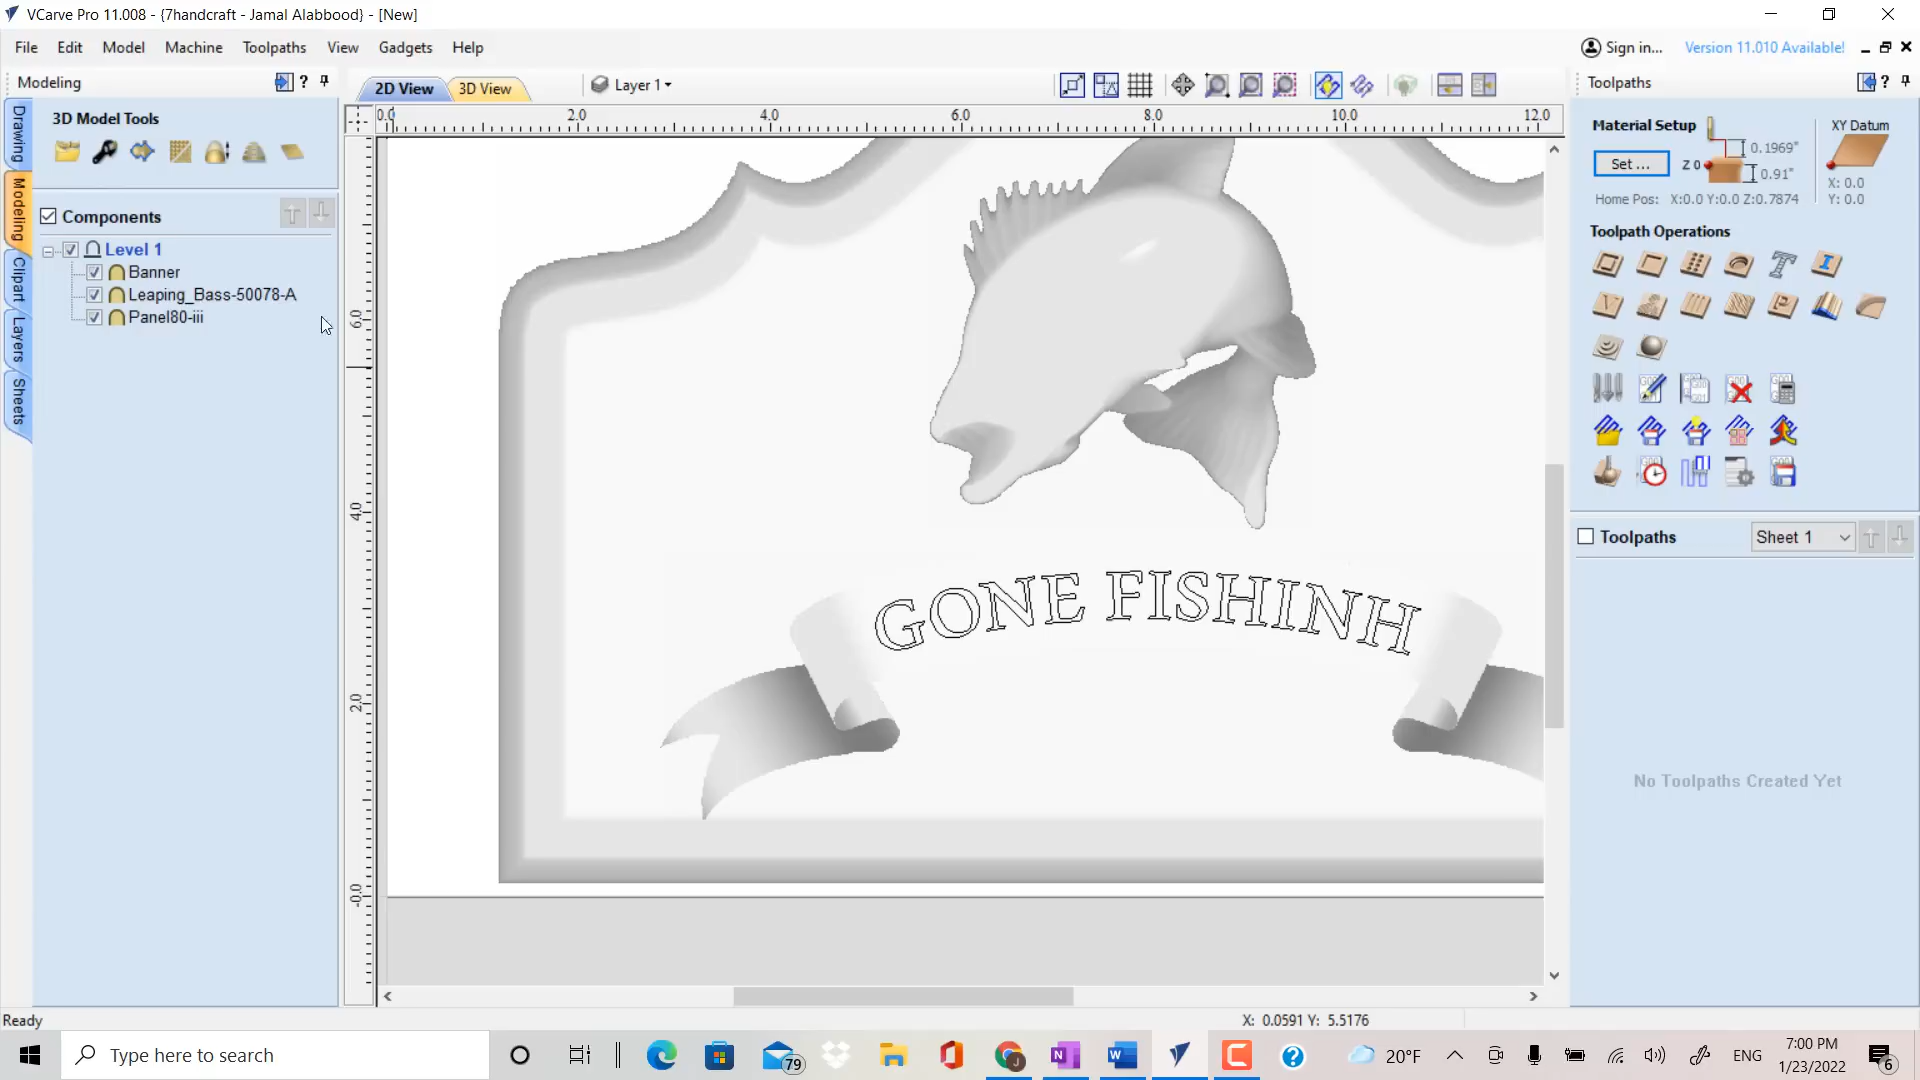 VCarve Pro 11.008 - {7handcraft - Jamal Alabbood} - [New]
File Edit Model Machine Toolpaths View Gadgets Help
Sign in... Version 11.010 Available!
Modeling ?
2D View 3D View Layer 1
Toolpaths ?
Drawing
Modeling
Clipart
Layers
Sheets
3D Model Tools
Components
Level 1
Banner
Leaping_Bass-50078-A
Panel80-iii
0.0 2.0 4.0 6.0 8.0 10.0 12.0
6.0
4.0
2.0
-0.0
GONE FISHINH
Material Setup
Set ...
Z 0
0.1969"
0.91"
XY Datum
X: 0.0
Y: 0.0
Home Pos: X:0.0 Y:0.0 Z:0.7874
Toolpath Operations
Toolpaths Sheet 1
No Toolpaths Created Yet
Ready
X: 0.0591 Y: 5.5176
Type here to search
79
20°F
ENG
7:00 PM
1/23/2022
6